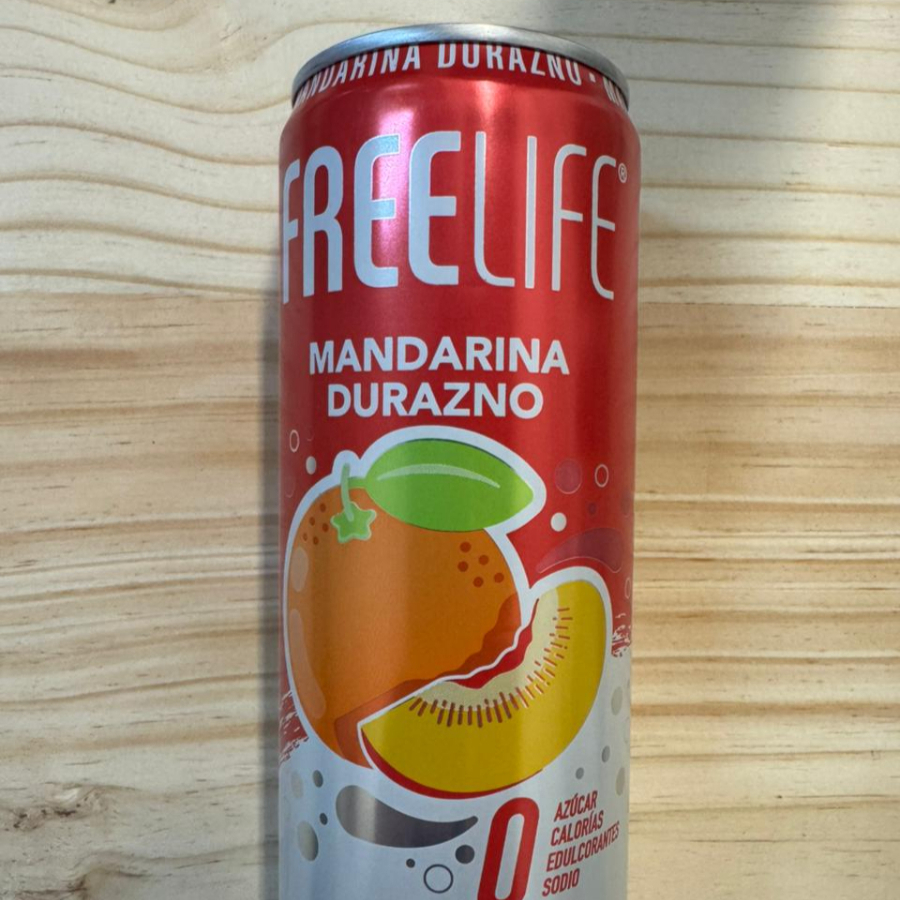 MANDARINA DURAZNO •
FREELIFE®
MANDARINA
DURAZNO
0
AZÚCAR
CALORÍAS
EDULCORANTES
SODIO